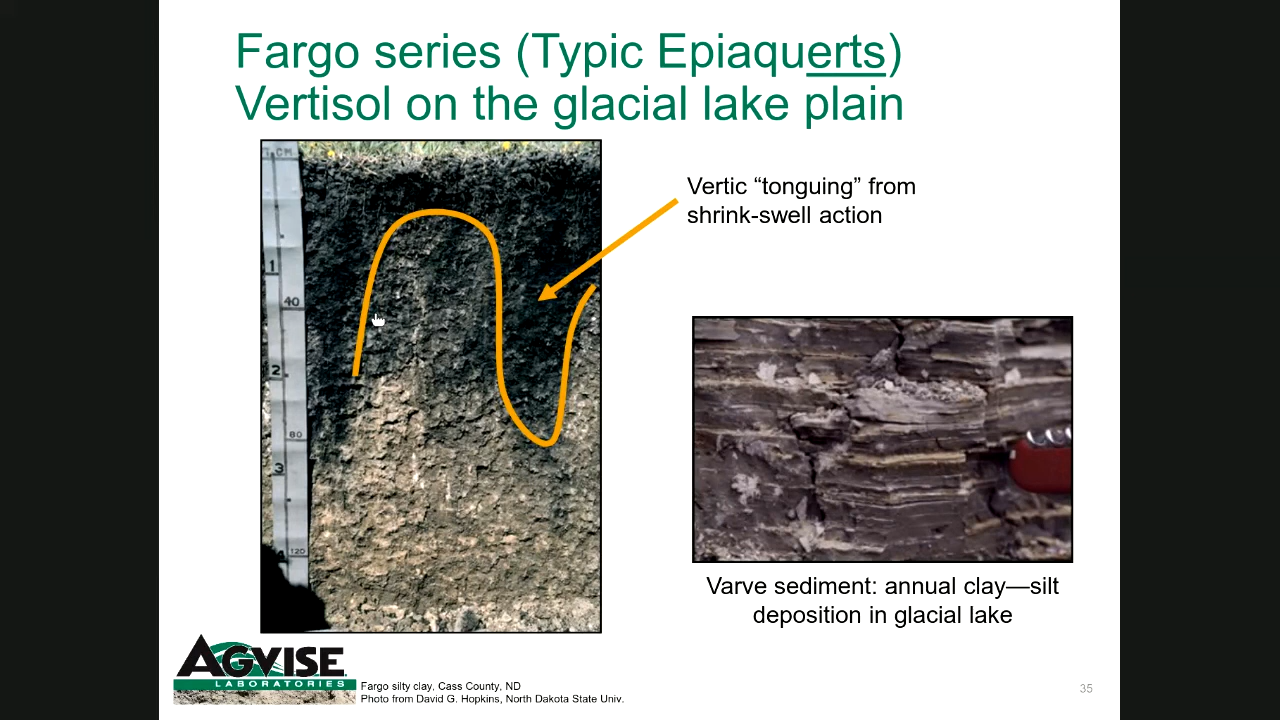 Fargo series (Typic Epiaquerts)
Vertisol on the glacial lake plain
CM
1
40
2
80
3
120
Vertic “tonguing” from
shrink-swell action
Varve sediment: annual clay—silt
deposition in glacial lake
AGVISE
LABORATORIES
Fargo silty clay, Cass County, ND
Photo from David G. Hopkins, North Dakota State Univ.
35